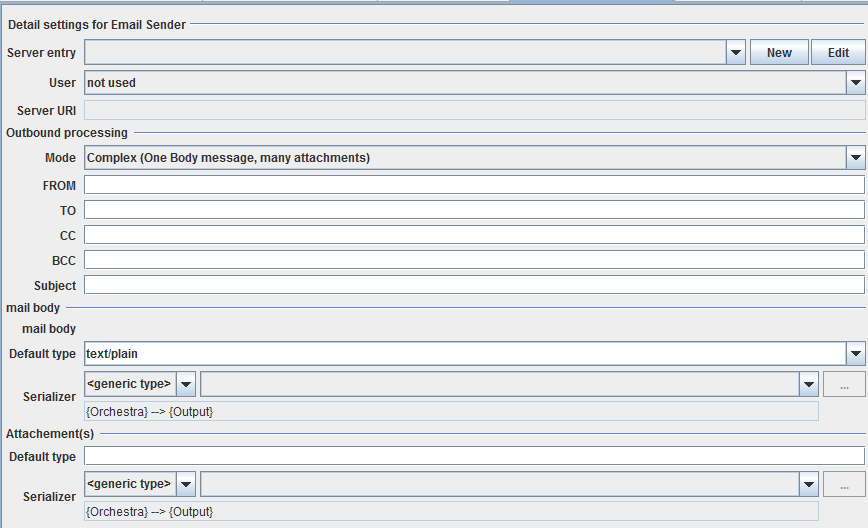 Detail settings for Email Sender
Server entry New Edit
User not used
Server URI
Outbound processing
Mode Complex (One Body message, many attachments)
FROM
TO
CC
BCC
Subject
mail body
mail body
Default type text/plain
Serializer <generic type> ...
{Orchestra} --> {Output}
Attachement(s)
Default type
Serializer <generic type> ...
{Orchestra} --> {Output}